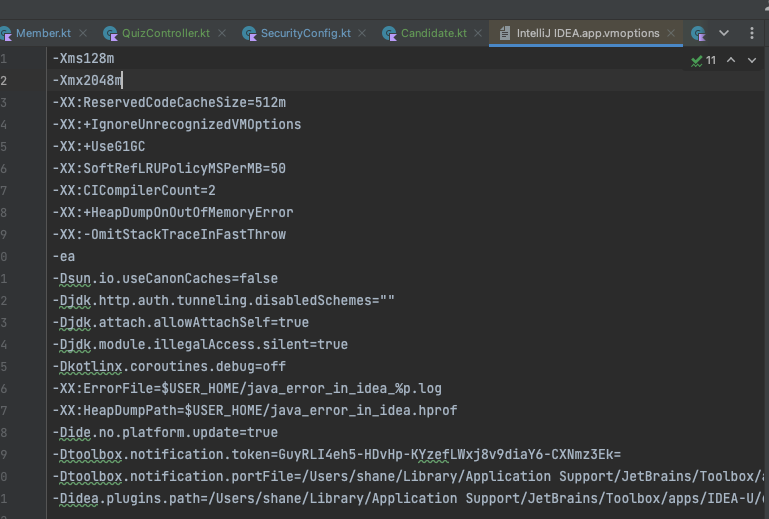 Member.kt QuizController.kt SecurityConfig.kt Candidate.kt IntelliJ IDEA.app.vmoptions
11
1 -Xms128m
2 -Xmx2048m
3 -XX:ReservedCodeCacheSize=512m
4 -XX:+IgnoreUnrecognizedVMOptions
5 -XX:+UseG1GC
6 -XX:SoftRefLRUPolicyMSPerMB=50
7 -XX:CICompilerCount=2
8 -XX:+HeapDumpOnOutOfMemoryError
9 -XX:-OmitStackTraceInFastThrow
0 -ea
1 -Dsun.io.useCanonCaches=false
2 -Djdk.http.auth.tunneling.disabledSchemes=""
3 -Djdk.attach.allowAttachSelf=true
4 -Djdk.module.illegalAccess.silent=true
5 -Dkotlinx.coroutines.debug=off
6 -XX:ErrorFile=$USER_HOME/java_error_in_idea_%p.log
7 -XX:HeapDumpPath=$USER_HOME/java_error_in_idea.hprof
8 -Dide.no.platform.update=true
9 -Dtoolbox.notification.token=GuyRLI4eh5-HDvHp-KYzefLWxj8v9diaY6-CXNmz3Ek=
0 -Dtoolbox.notification.portFile=/Users/shane/Library/Application Support/JetBrains/Toolbox/
1 -Didea.plugins.path=/Users/shane/Library/Application Support/JetBrains/Toolbox/apps/IDEA-U/